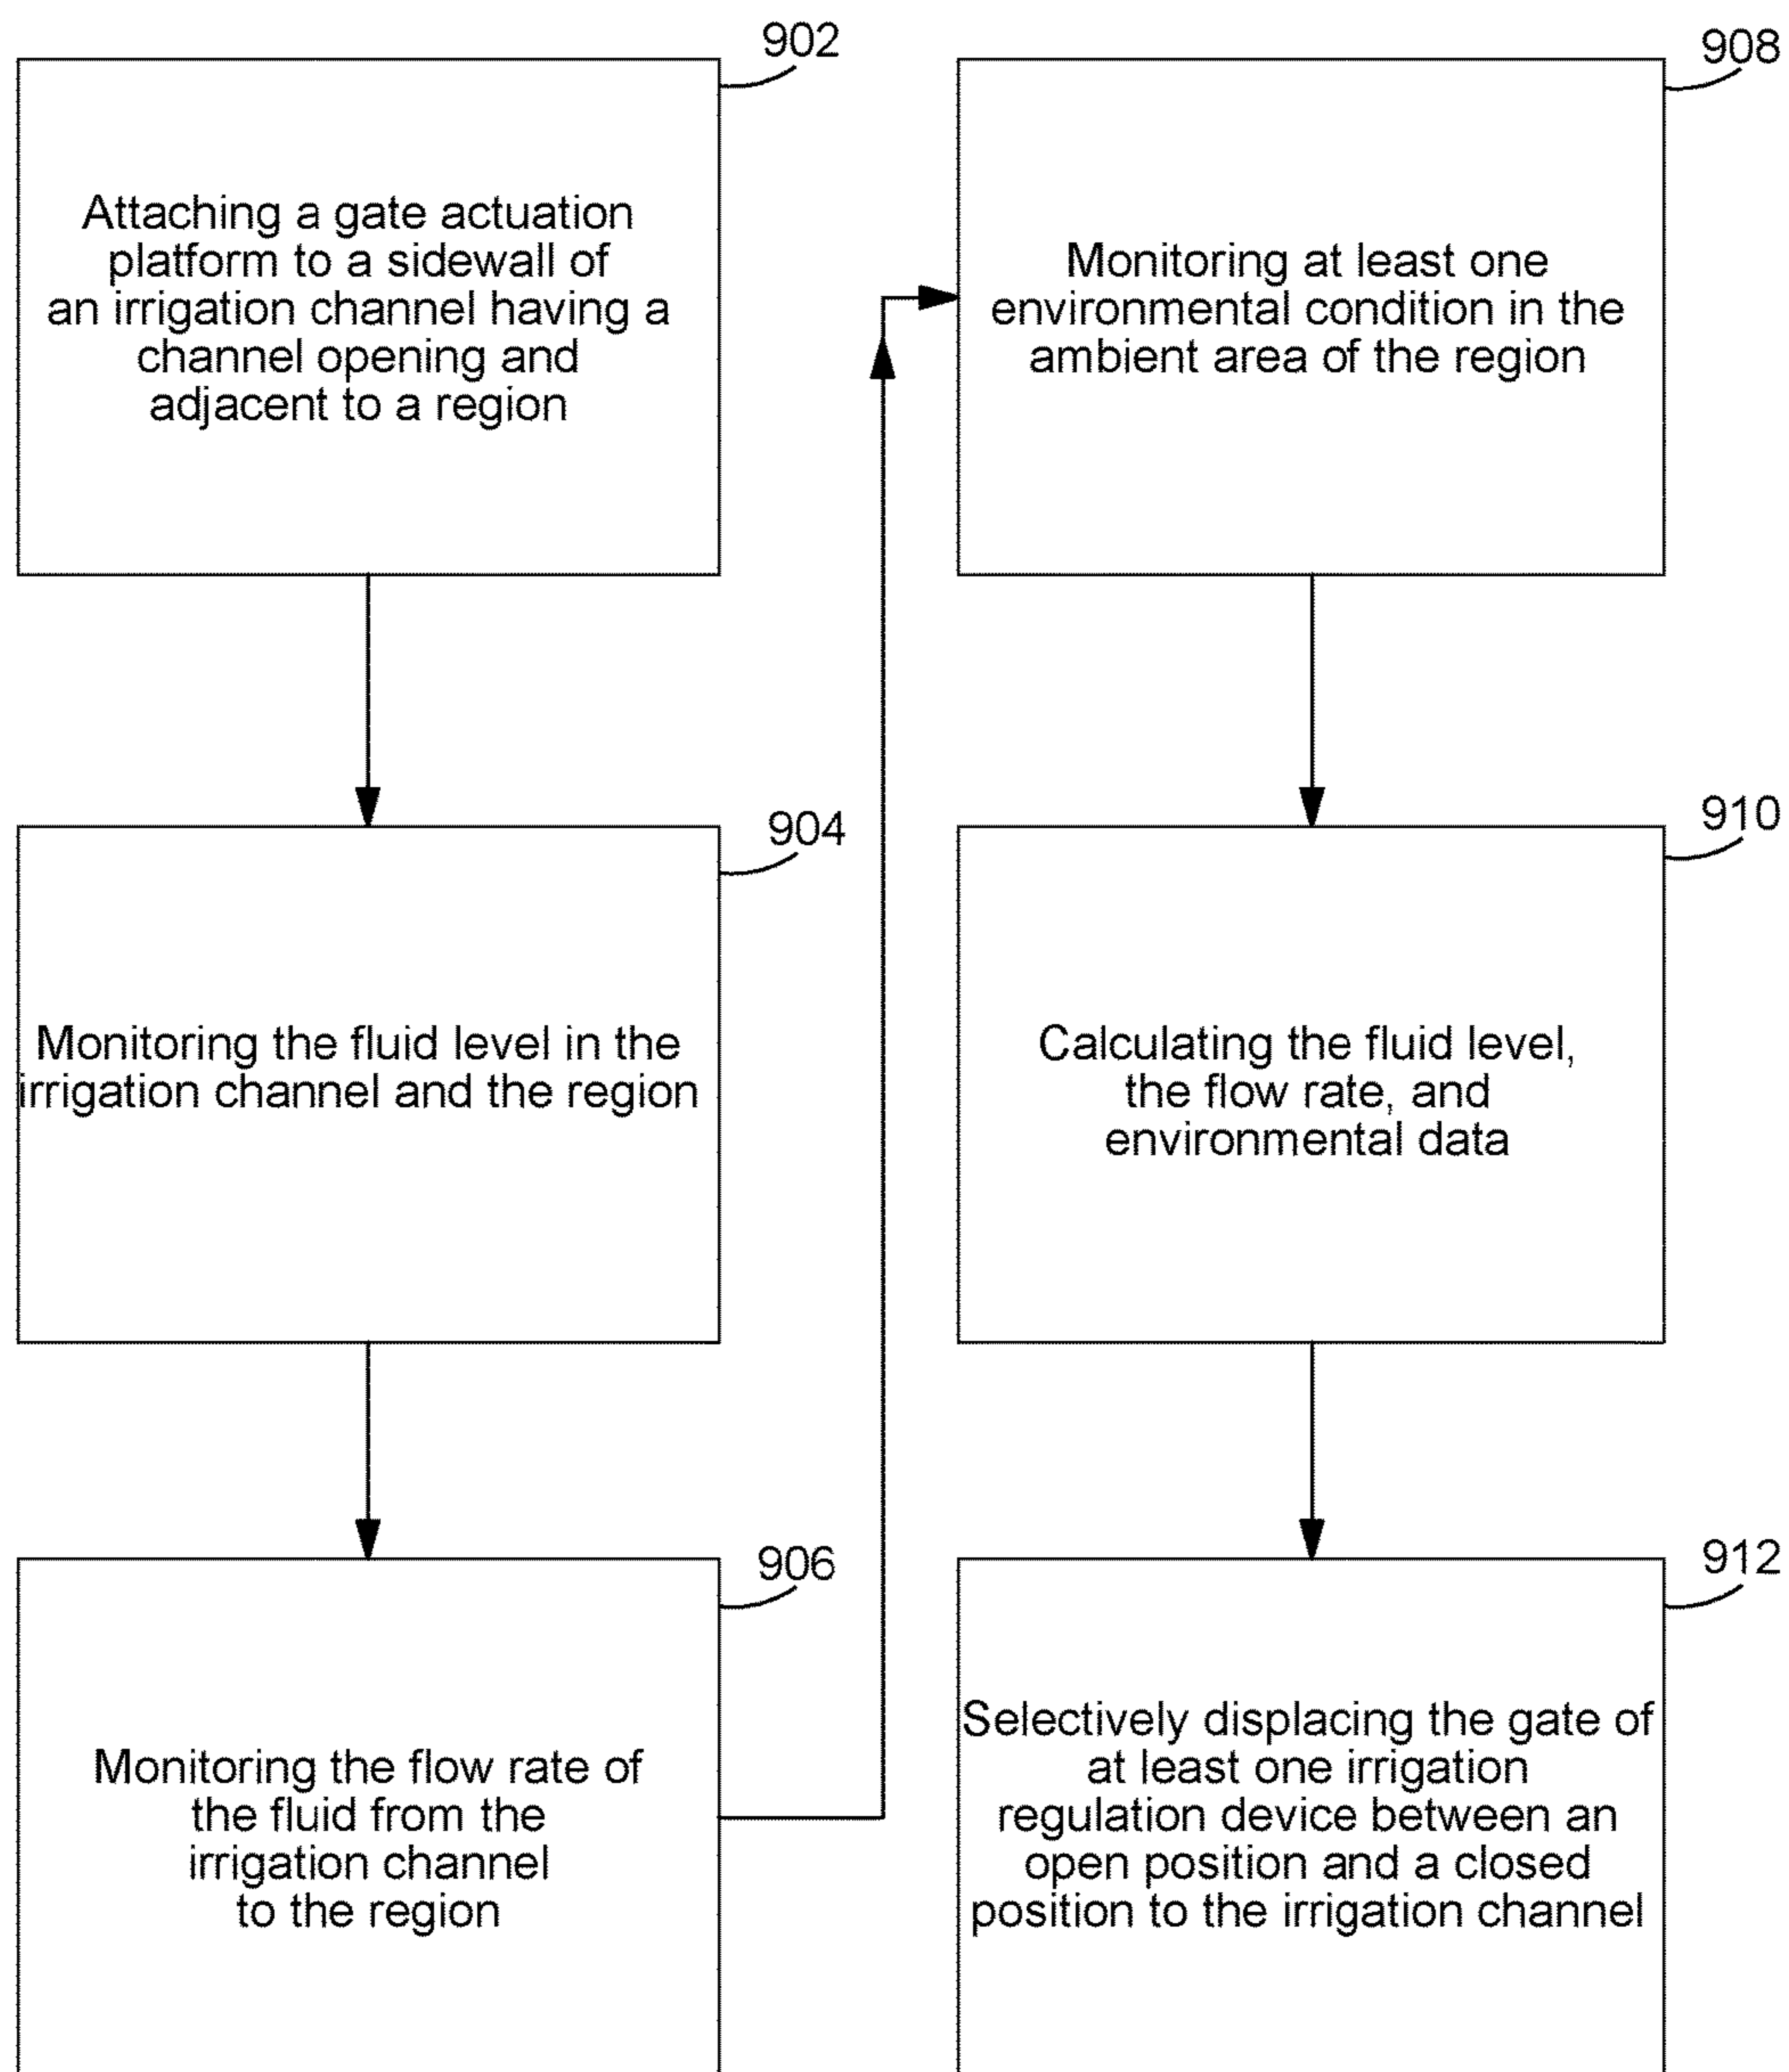 902
Attaching a gate actuation
platform to a sidewall of
an irrigation channel having a
channel opening and
adjacent to a region
904
Monitoring the fluid level in the
irrigation channel and the region
906
Monitoring the flow rate of
the fluid from the
irrigation channel
to the region
908
Monitoring at least one
environmental condition in the
ambient area of the region
910
Calculating the fluid level,
the flow rate, and
environmental data
912
Selectively displacing the gate of
at least one irrigation
regulation device between an
open position and a closed
position to the irrigation channel